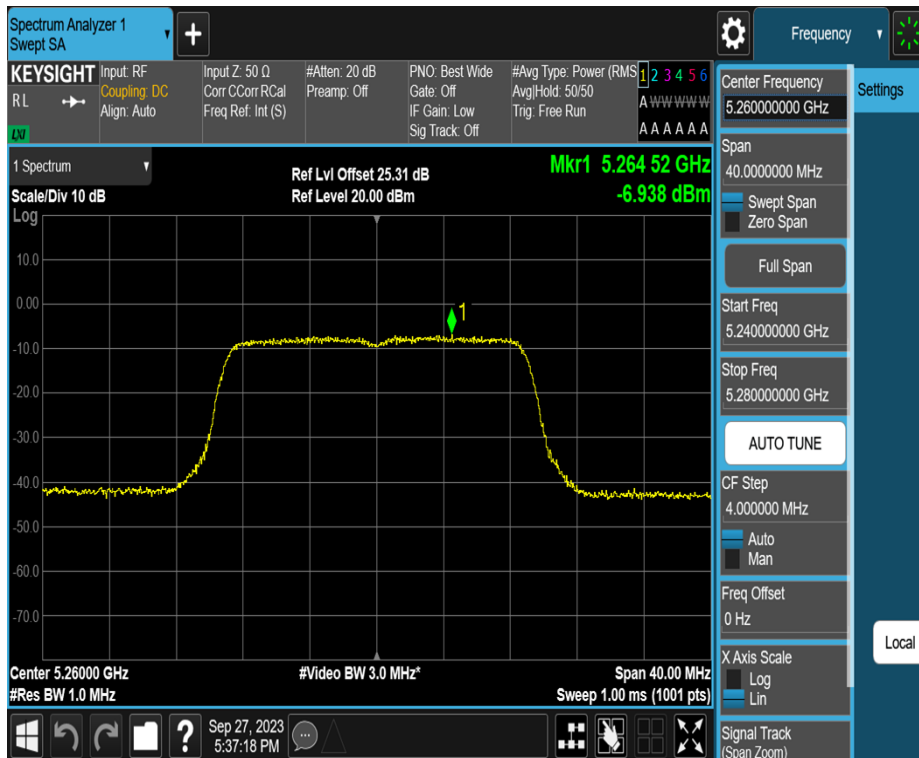 Spectrum Analyzer 1
Swept SA
Frequency
KEYSIGHT
R L
LXI
Input: RF
Coupling: DC
Align: Auto
Input Z: 50 Ω
Corr CCorr RCal
Freq Ref: Int (S)
#Atten: 20 dB
Preamp: Off
PNO: Best Wide
Gate: Off
IF Gain: Low
Sig Track: Off
#Avg Type: Power (RMS
Avg|Hold: 50/50
Trig: Free Run
1 2 3 4 5 6
A W W W W W
A A A A A A
Center Frequency
5.260000000 GHz
Settings
Span
40.0000000 MHz
Swept Span
Zero Span
Full Span
Start Freq
5.240000000 GHz
Stop Freq
5.280000000 GHz
AUTO TUNE
CF Step
4.000000 MHz
Auto
Man
Freq Offset
0 Hz
X Axis Scale
Log
Lin
Signal Track
(Span Zoom)
Local
1 Spectrum
Scale/Div 10 dB
Ref Lvl Offset 25.31 dB
Ref Level 20.00 dBm
Mkr1 5.264 52 GHz
-6.938 dBm
Log
10.0
0.00
-10.0
-20.0
-30.0
-40.0
-50.0
-60.0
-70.0
1
Center 5.26000 GHz
#Res BW 1.0 MHz
#Video BW 3.0 MHz*
Span 40.00 MHz
Sweep 1.00 ms (1001 pts)
?
Sep 27, 2023
5:37:18 PM